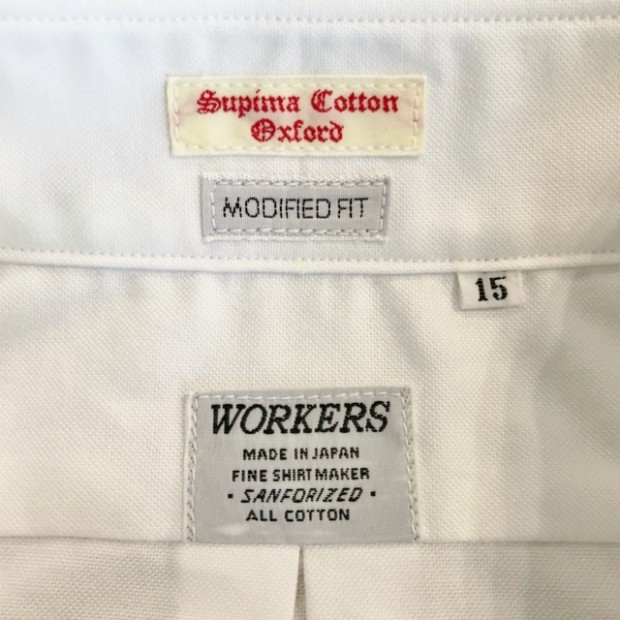 Supima Cotton
Oxford
MODIFIED FIT
15
WORKERS
MADE IN JAPAN
FINE SHIRT MAKER
• SANFORIZED •
ALL COTTON